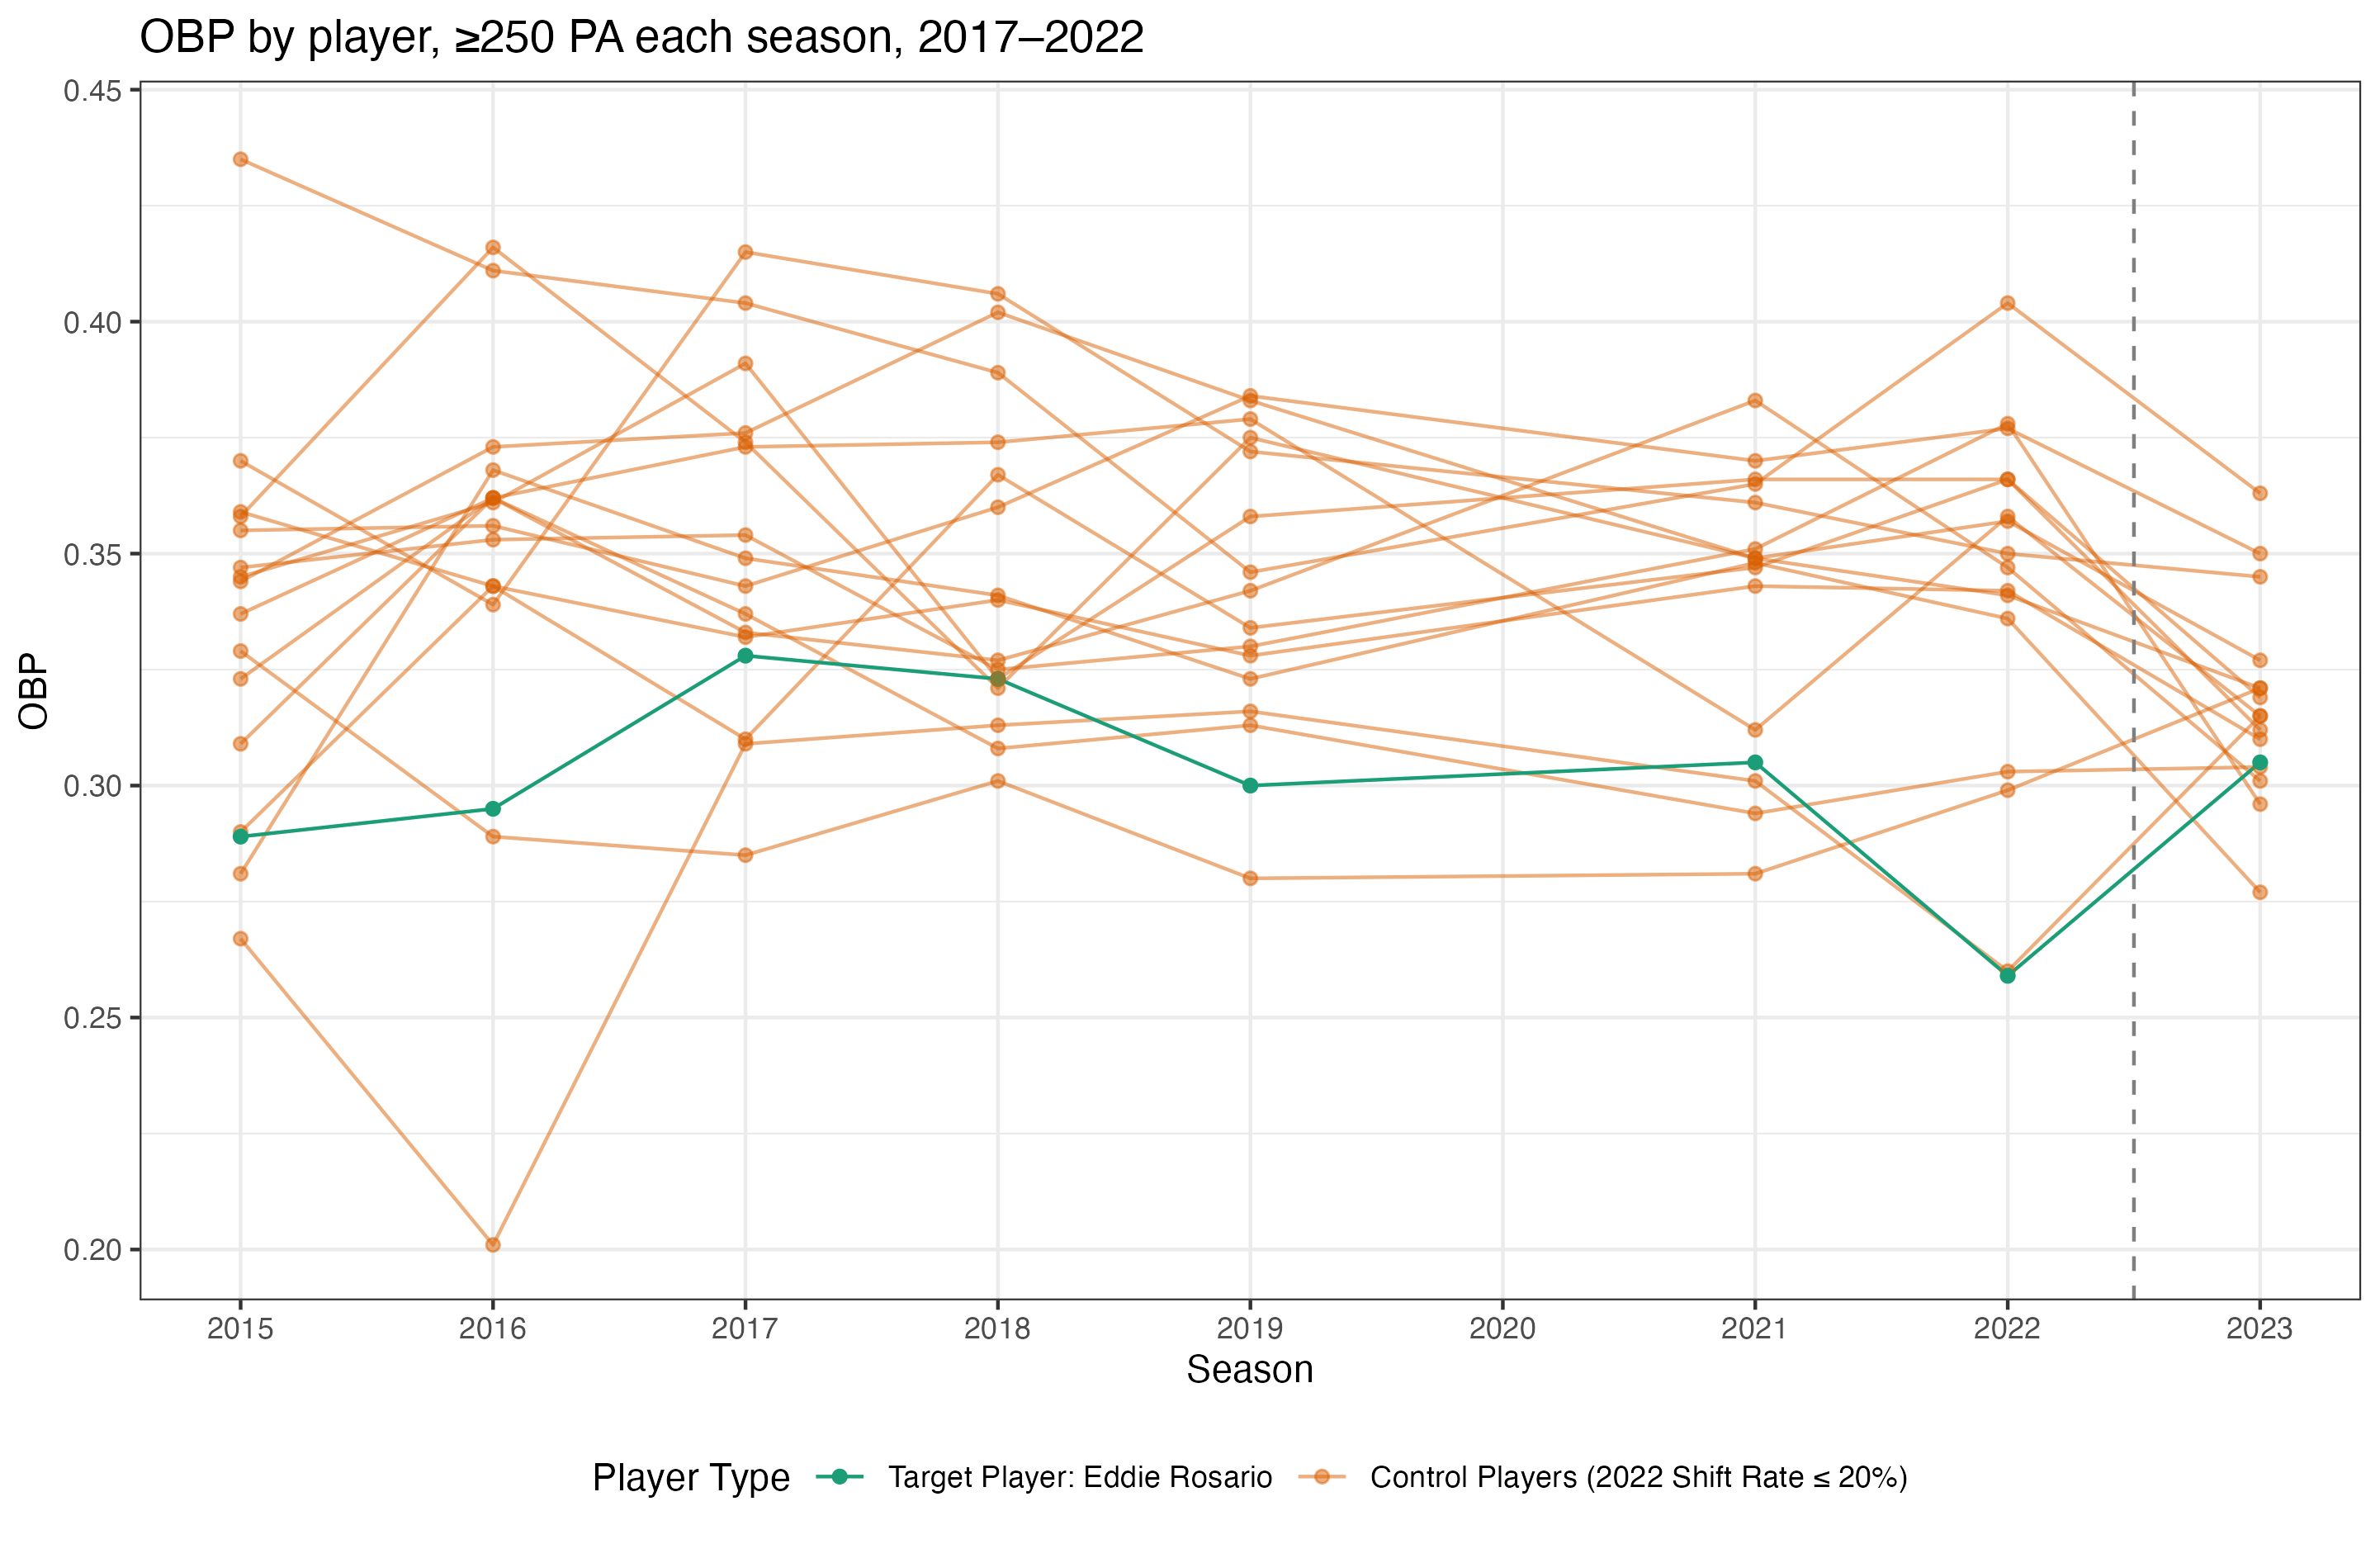 OBP by player, ≥250 PA each season, 2017–2022
OBP
0.45
0.40
0.35
0.30
0.25
0.20
2015 2016 2017 2018 2019 2020 2021 2022 2023
Season
Player Type Target Player: Eddie Rosario Control Players (2022 Shift Rate ≤ 20%)